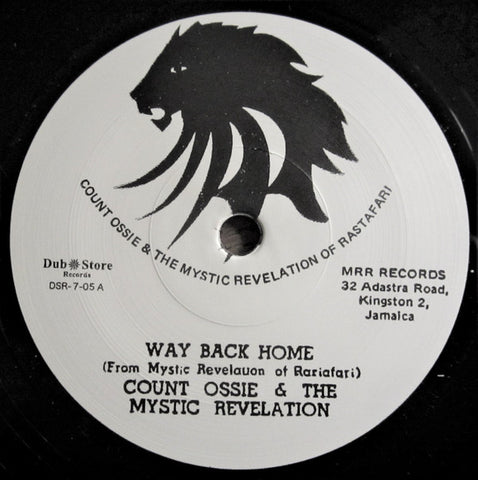 COUNT OSSIE & THE MYSTIC REVELATION OF RASTAFARI
Dub Store
Records
DSR-7-05 A
MRR RECORDS
32 Adastra Road,
Kingston 2,
Jamaica
WAY BACK HOME
(From Mystic Revelauon of Rariafari)
COUNT OSSIE & THE
MYSTIC REVELATION